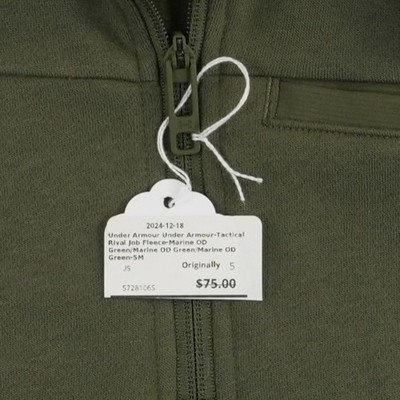 2024-12-18
Under Armour Under Armour-Tactical
Rival Job Fleece-Marine OD
Green/Marine OD Green/Marine OD
Green-SM
JS Originally 5
57281065 $75.00